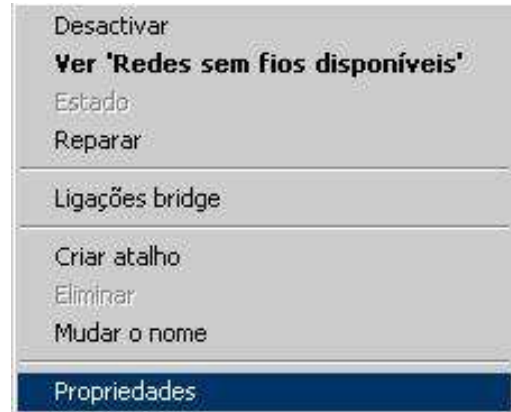 Desactivar
Ver 'Redes sem fios disponíveis'
Estado
Reparar
Ligações bridge
Criar atalho
Eliminar
Mudar o nome
Propriedades